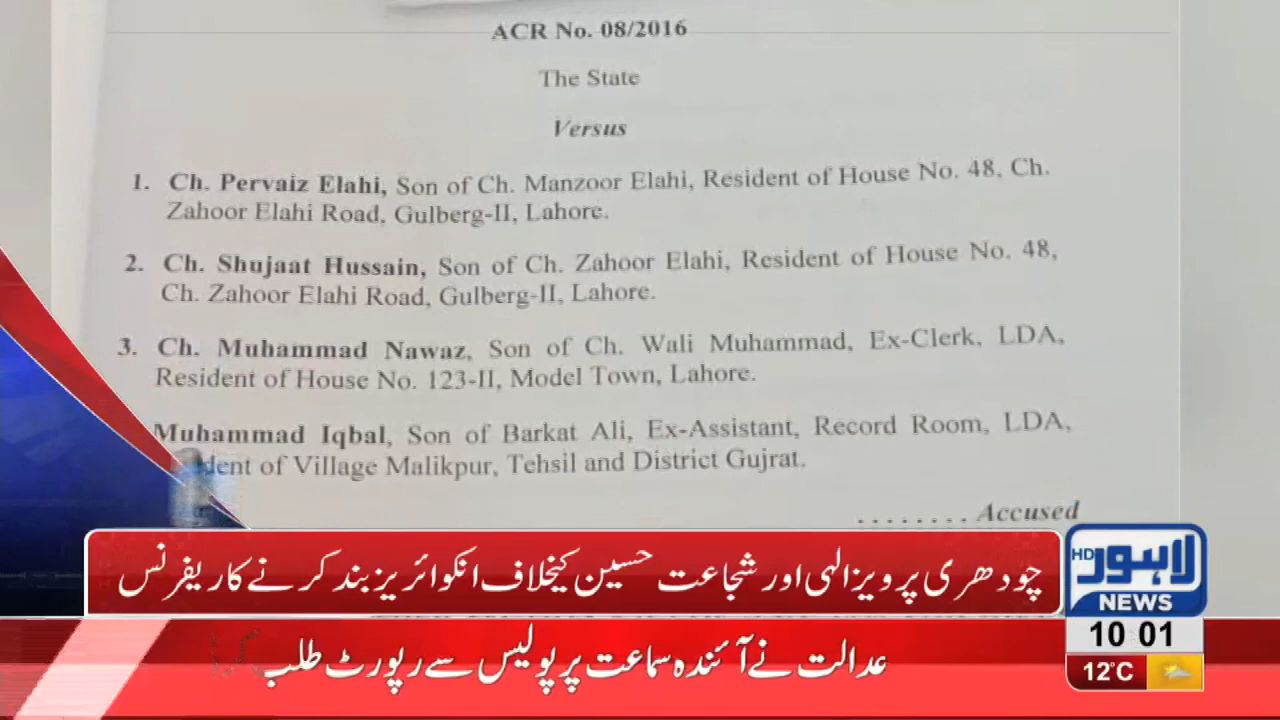 ACR No. 08/2016
The State
Versus
1. Ch. Pervaiz Elahi, Son of Ch. Manzoor Elahi, Resident of House No. 48, Ch.
Zahoor Elahi Road, Gulberg-II, Lahore.
2. Ch. Shujaat Hussain, Son of Ch. Zahoor Elahi, Resident of House No. 48,
Ch. Zahoor Elahi Road, Gulberg-II, Lahore.
3. Ch. Muhammad Nawaz, Son of Ch. Wali Muhammad, Ex-Clerk, LDA,
Resident of House No. 123-II, Model Town, Lahore.
Muhammad Iqbal, Son of Barkat Ali, Ex-Assistant, Record Room, LDA,
dent of Village Malikpur, Tehsil and District Gujrat.
........ Accused
چودھری پرویز الہی اور شجاعت حسین کیخلاف انکوائریز بند کرنے کا ریفرنس
عدالت نے آئندہ سماعت پر پولیس سے رپورٹ طلب
HD لاہور
NEWS
10 01
12°C